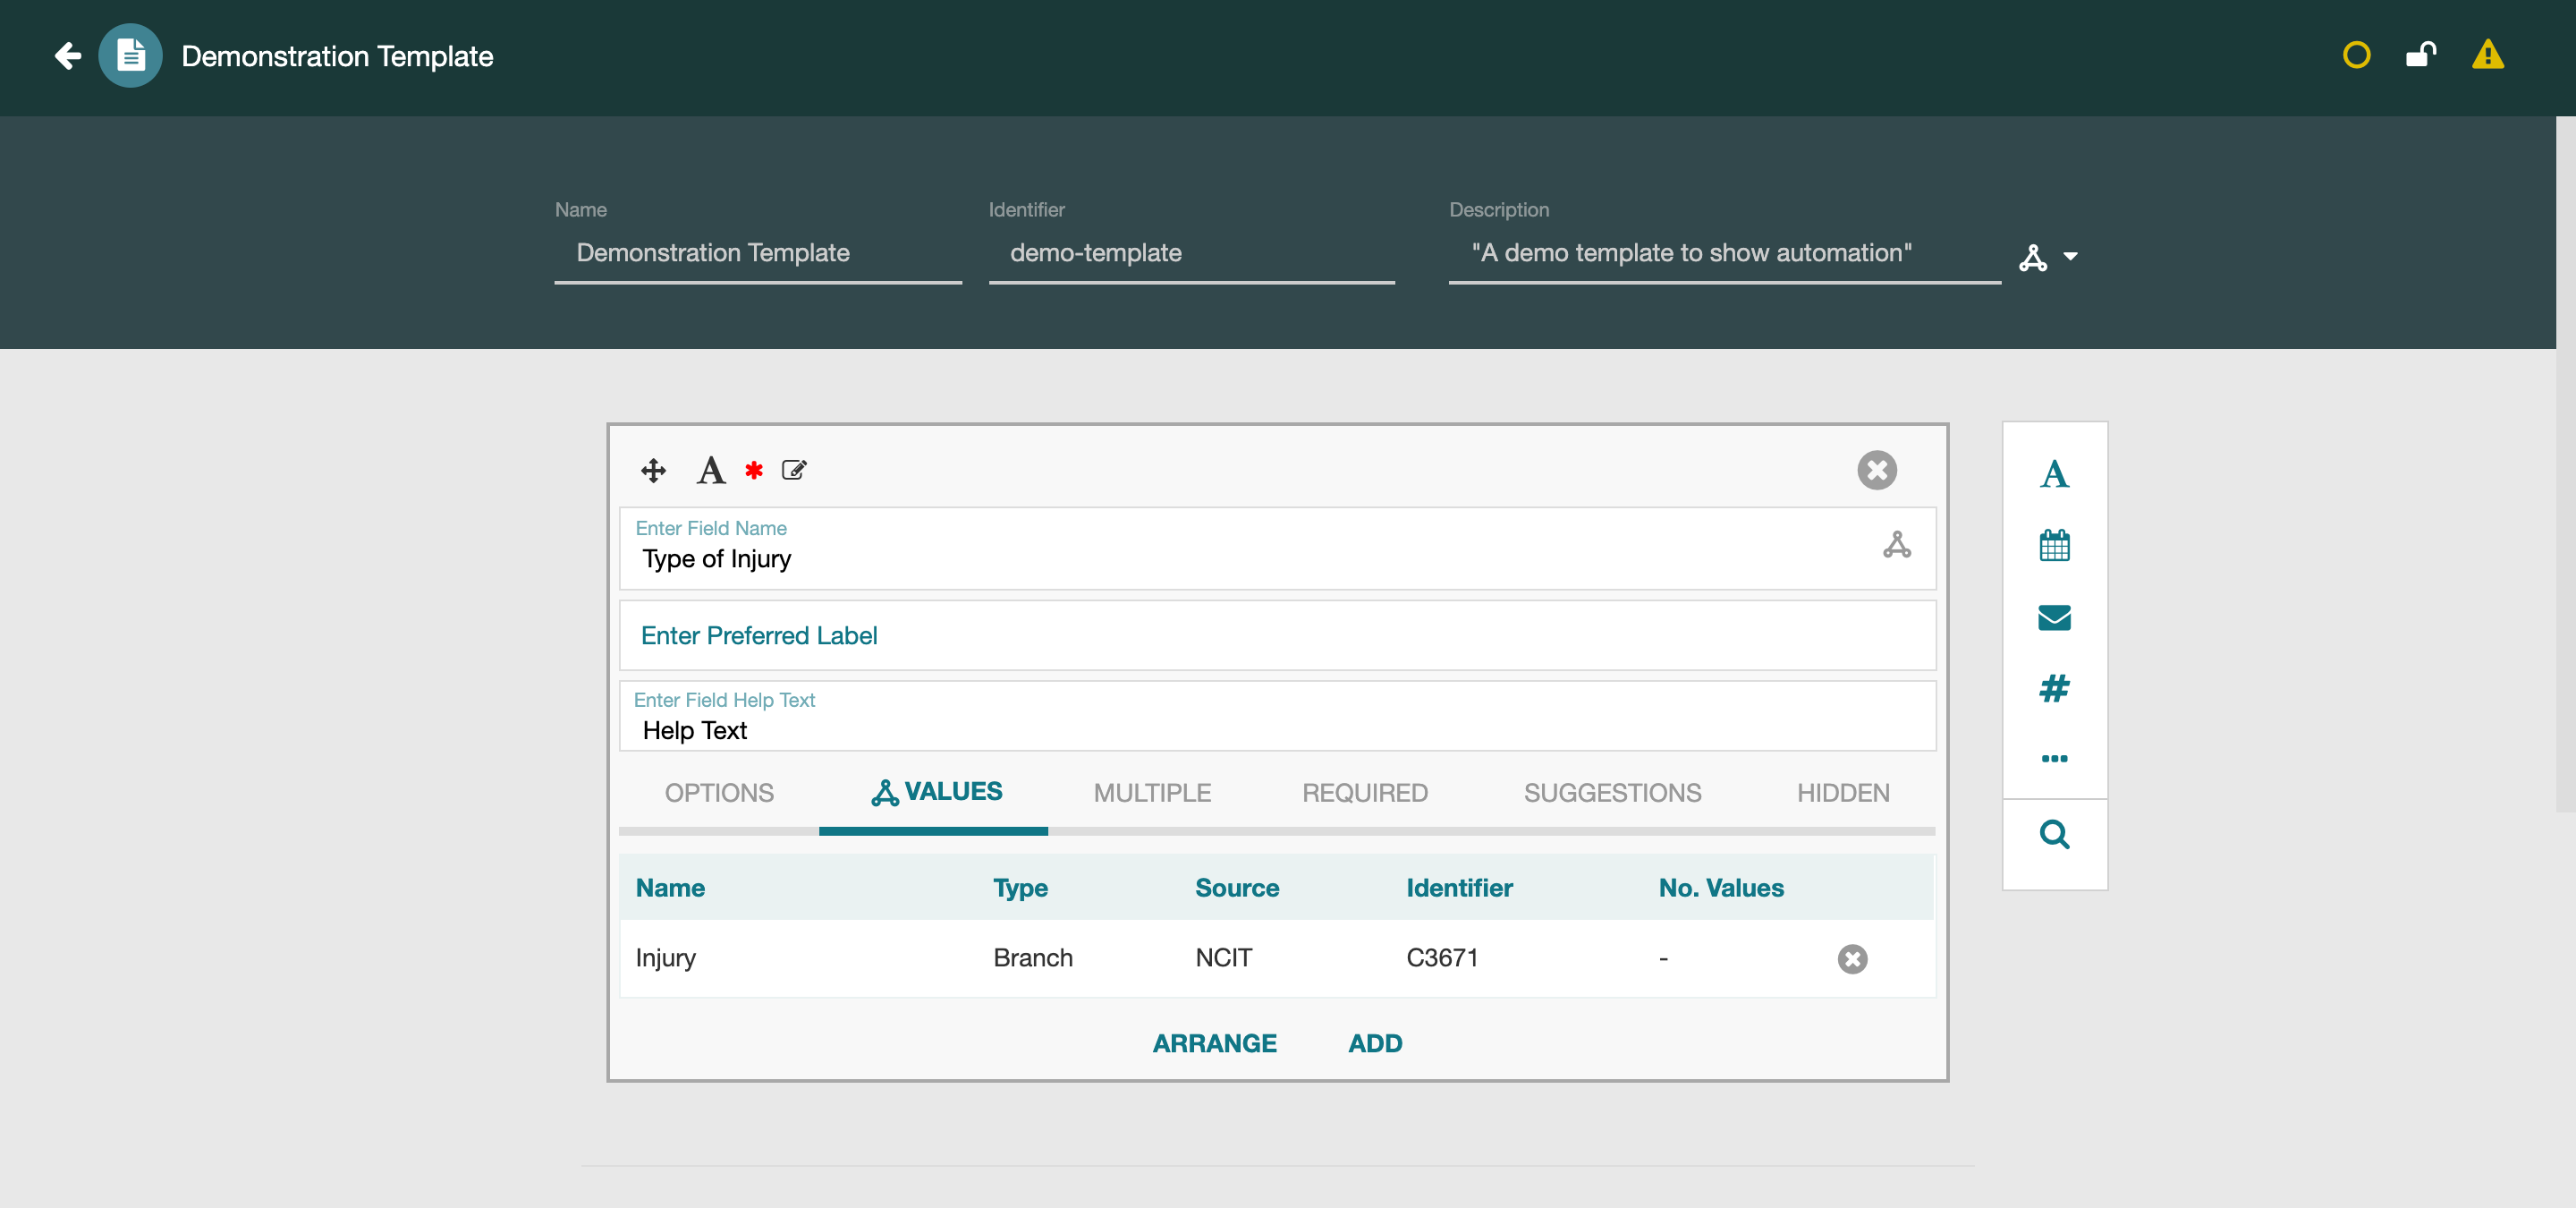 Demonstration Template
Name Identifier Description
Demonstration Template demo-template "A demo template to show automation"
Enter Field Name
Type of Injury
Enter Preferred Label
Enter Field Help Text
Help Text
OPTIONS VALUES MULTIPLE REQUIRED SUGGESTIONS HIDDEN
Name Type Source Identifier No. Values
Injury Branch NCIT C3671 -
ARRANGE ADD